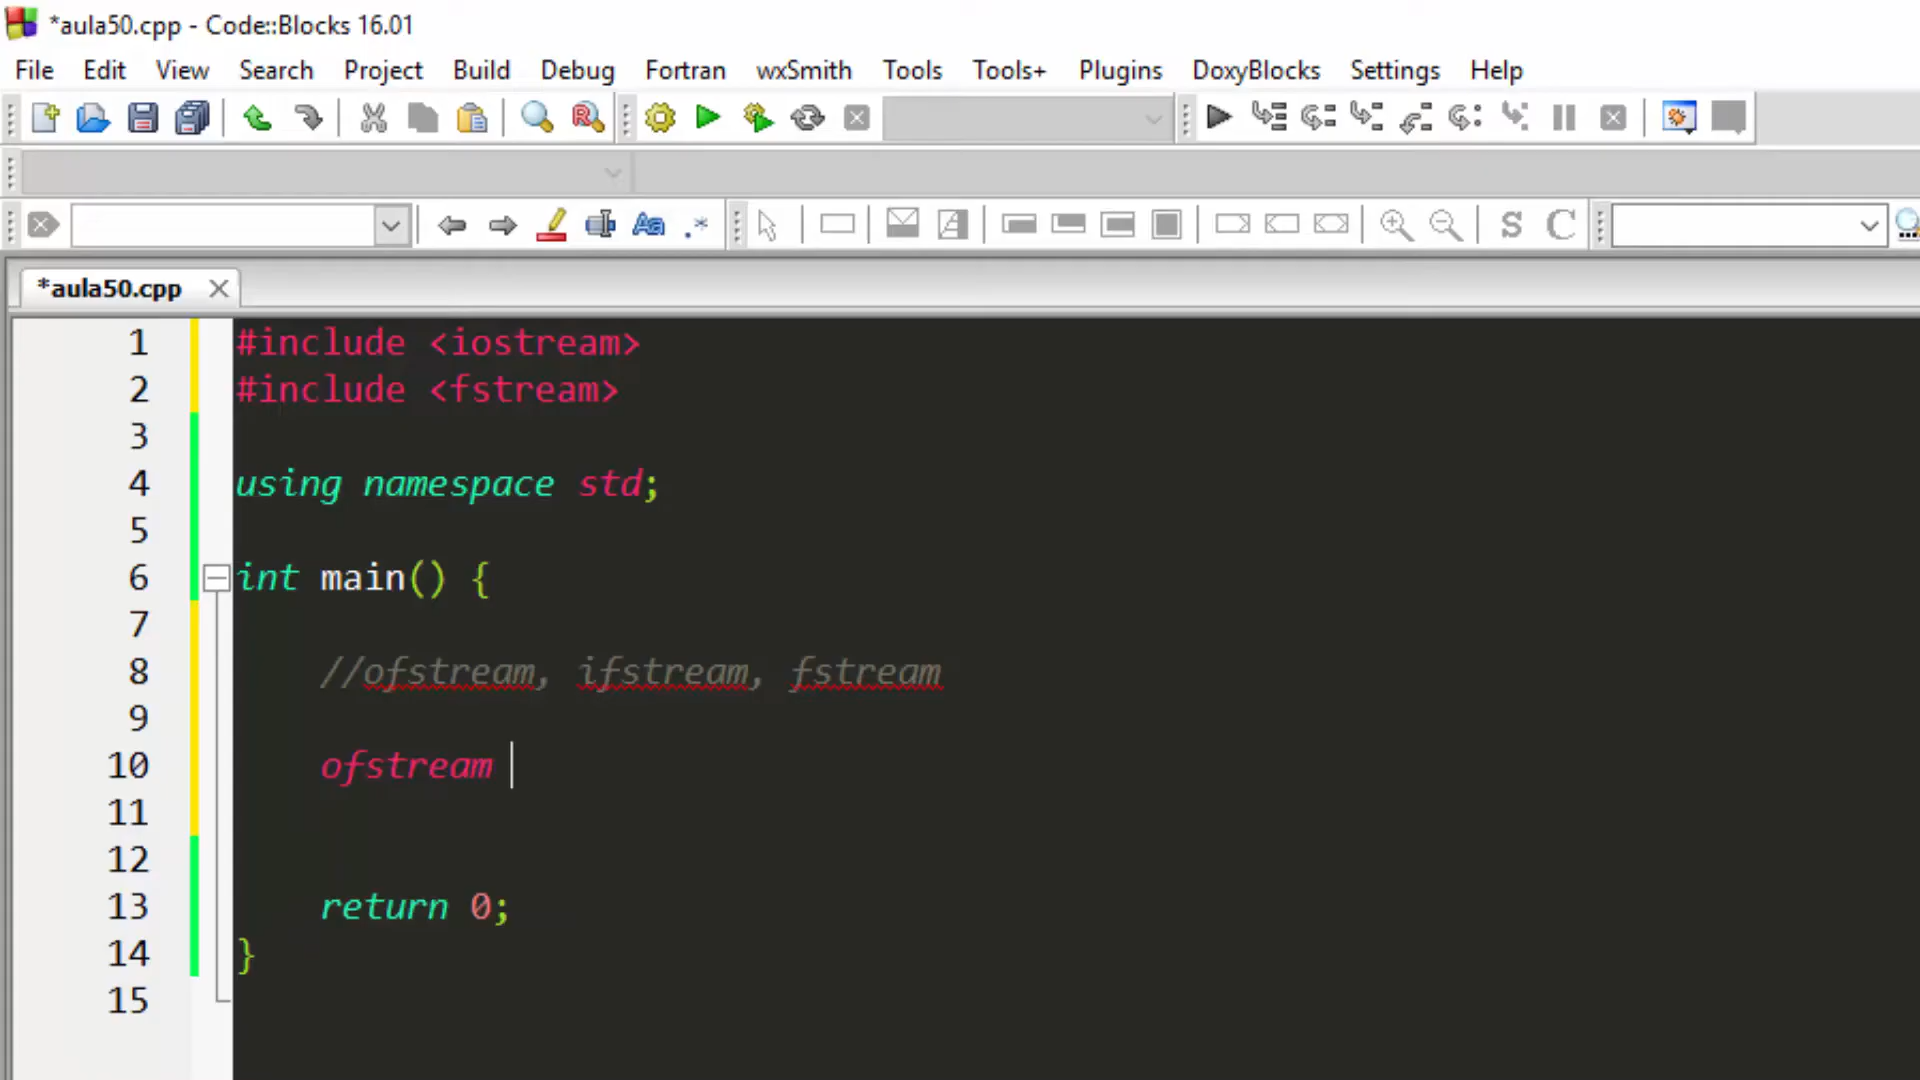 *aula50.cpp - Code::Blocks 16.01
File Edit View Search Project Build Debug Fortran wxSmith Tools Tools+ Plugins DoxyBlocks Settings Help
*aula50.cpp
1 #include <iostream>
2 #include <fstream>
3
4 using namespace std;
5
6 int main() {
7
8 //ofstream, ifstream, fstream
9
10 ofstream
11
12
13 return 0;
14 }
15